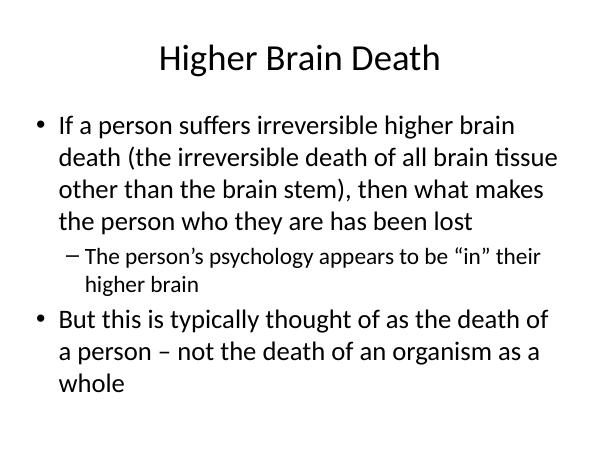 Higher Brain Death
• If a person suffers irreversible higher brain
death (the irreversible death of all brain tissue
other than the brain stem), then what makes
the person who they are has been lost
– The person’s psychology appears to be “in” their
higher brain
• But this is typically thought of as the death of
a person – not the death of an organism as a
whole